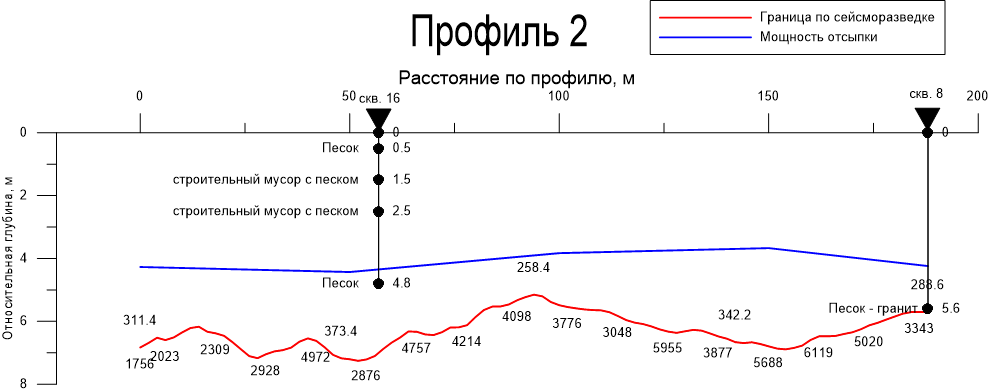 Профиль 2
Граница по сейсморазведке
Мощность отсыпки
Расстояние по профилю, м
0
50
100
150
200
скв. 16
скв. 8
Относительная глубина, м
0
2
4
6
8
0
Песок 0.5
строительный мусор с песком 1.5
строительный мусор с песком 2.5
Песок 4.8
0
Песок - гранит 5.6
311.4
373.4
258.4
342.2
288.6
1756
2023
2309
2928
4972
2876
4757
4214
4098
3776
3048
5955
3877
5688
6119
5020
3343